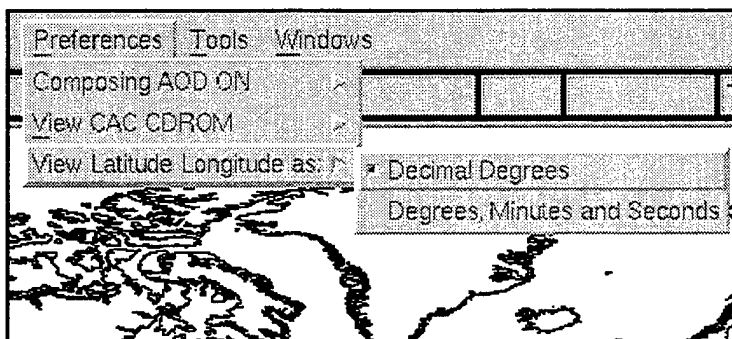 Preferences Tools Windows
Composing AOD ON
View CAC CDROM
View Latitude Longitude as:
Decimal Degrees
Degrees, Minutes and Seconds